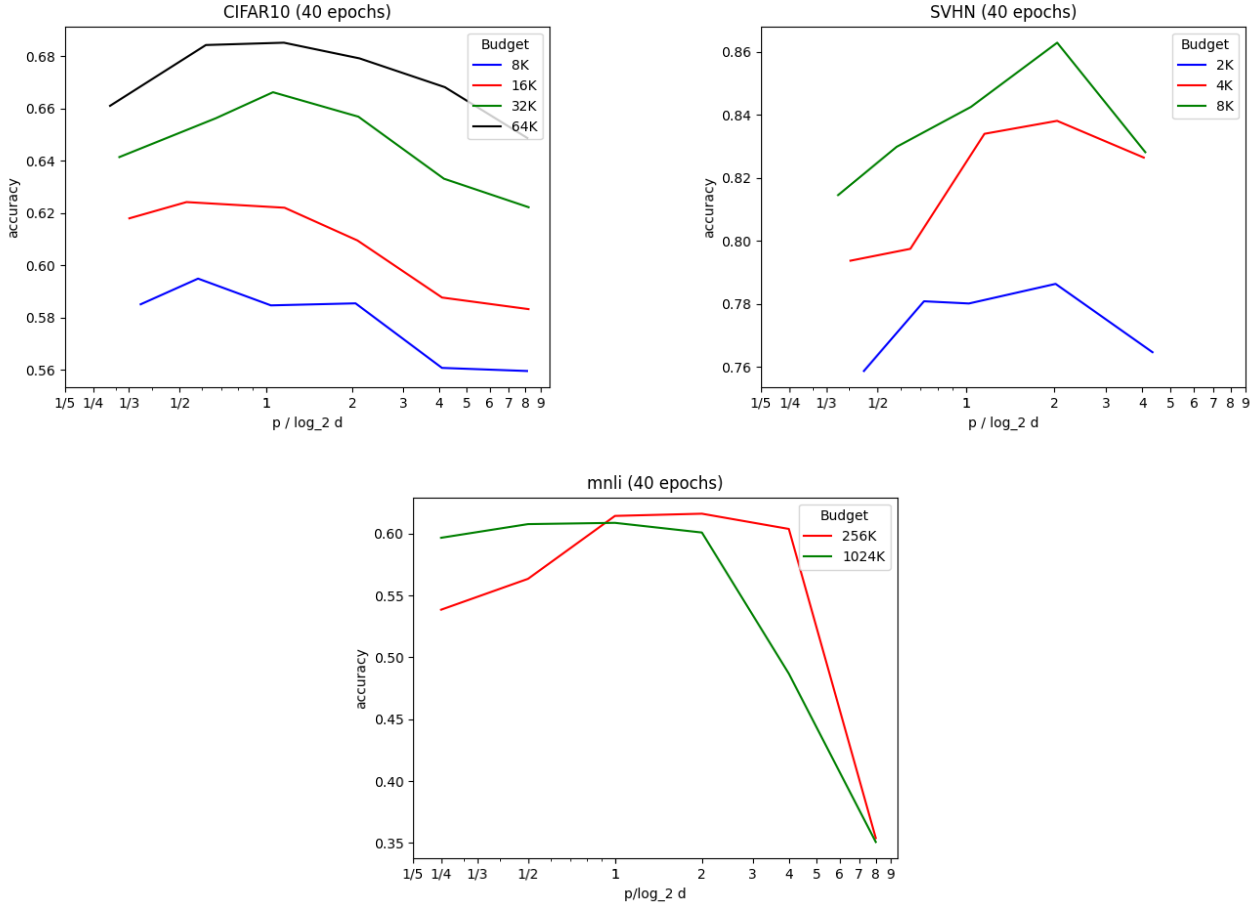 CIFAR10 (40 epochs)
accuracy
0.68
0.66
0.64
0.62
0.60
0.58
0.56
Budget
8K
16K
32K
64K
1/5 1/4 1/3 1/2 1 2 3 4 5 6 7 8 9
p / log_2 d
SVHN (40 epochs)
accuracy
0.86
0.84
0.82
0.80
0.78
0.76
Budget
2K
4K
8K
1/5 1/4 1/3 1/2 1 2 3 4 5 6 7 8 9
p / log_2 d
mnli (40 epochs)
accuracy
0.60
0.55
0.50
0.45
0.40
0.35
Budget
256K
1024K
1/5 1/4 1/3 1/2 1 2 3 4 5 6 7 8 9
p/log_2 d